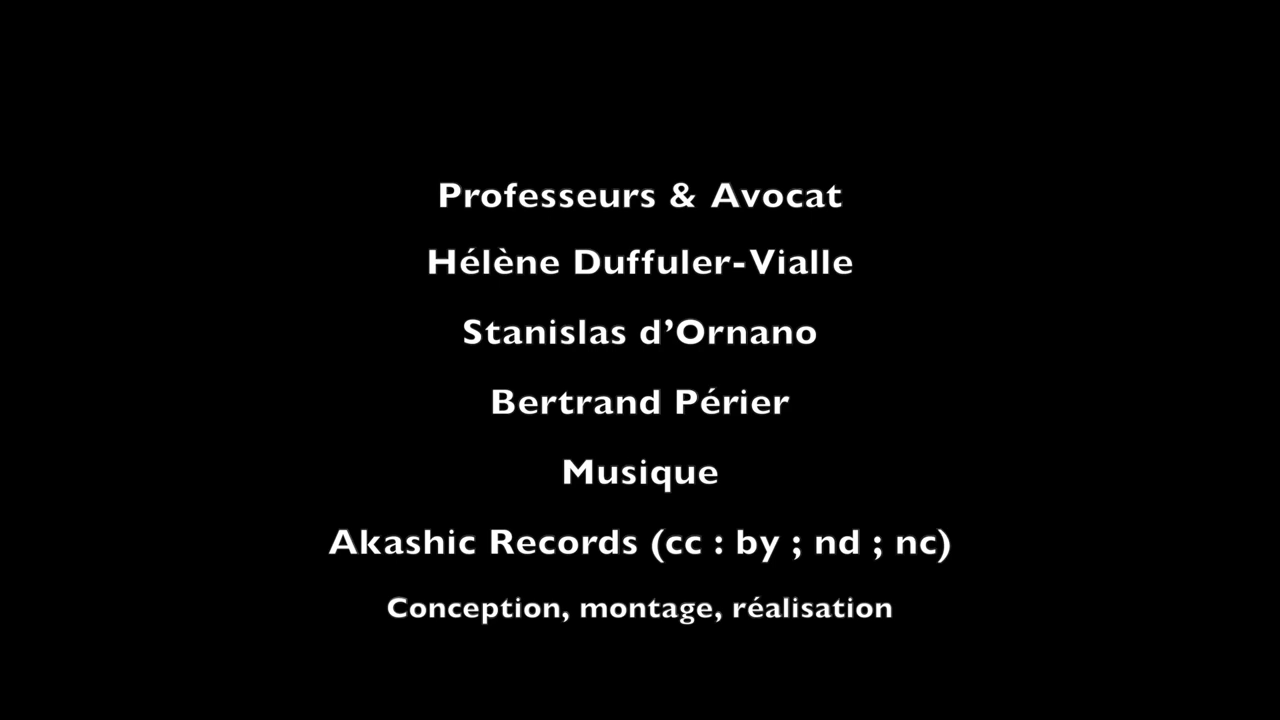 Professeurs & Avocat
Hélène Duffuler-Vialle
Stanislas d’Ornano
Bertrand Périer
Musique
Akashic Records (cc : by ; nd ; nc)
Conception, montage, réalisation